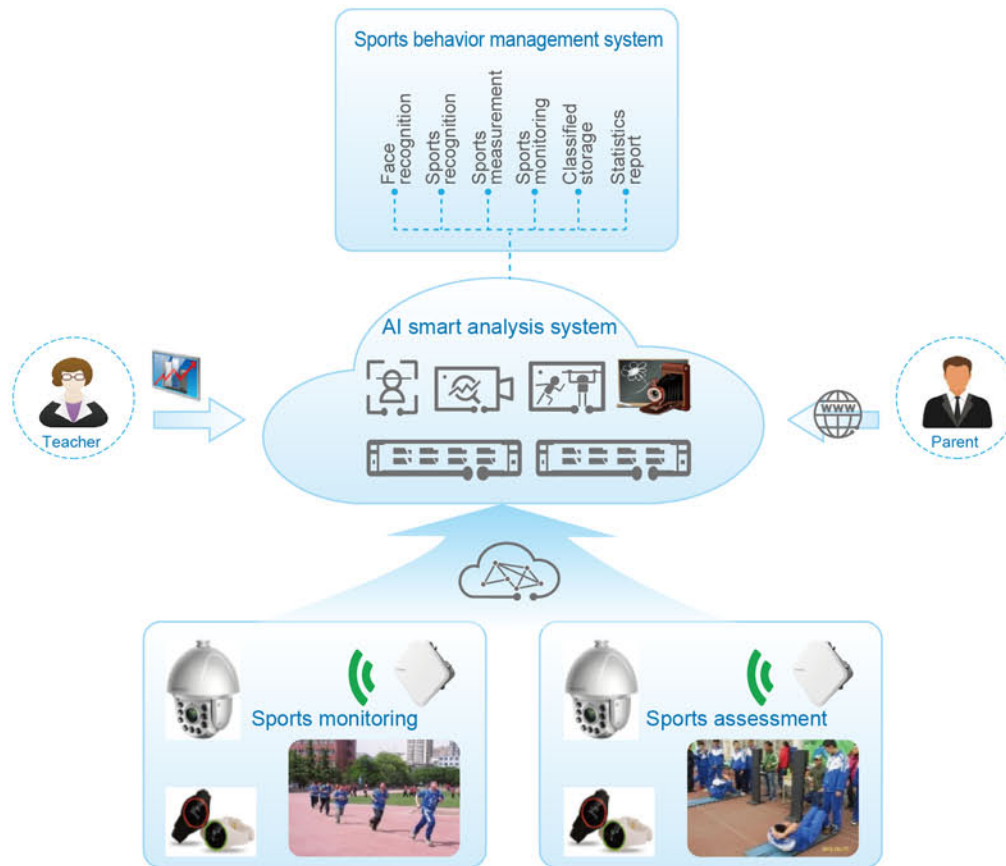 Sports behavior management system
Face
recognition
Sports
recognition
Sports
measurement
Sports
monitoring
Classified
storage
Statistics
report
AI smart analysis system
Teacher
WWW
Parent
Sports monitoring
Sports assessment